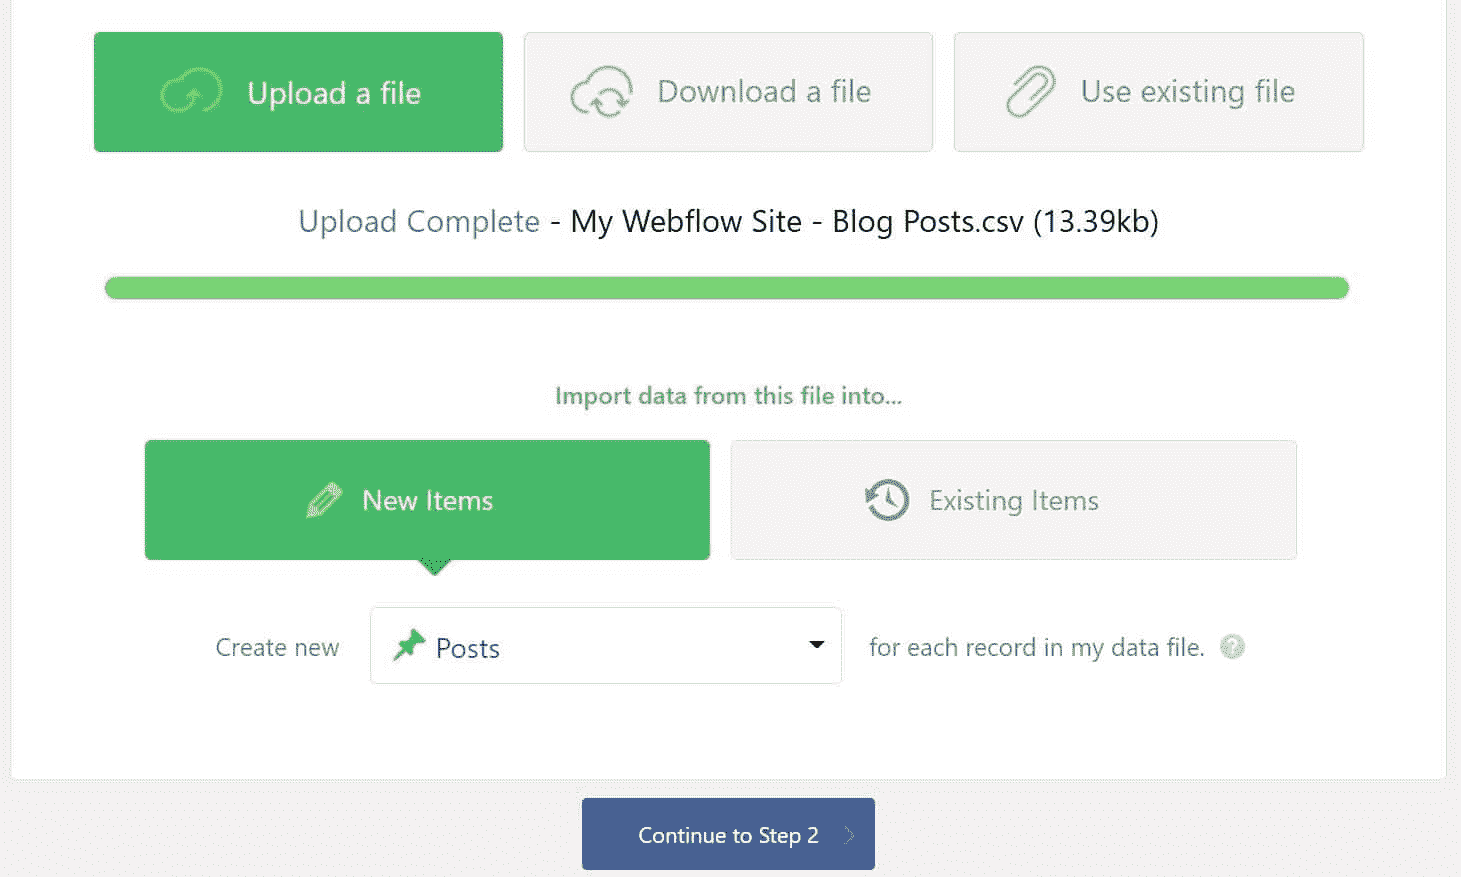 Upload a file
Download a file
Use existing file
Upload Complete - My Webflow Site - Blog Posts.csv (13.39kb)
Import data from this file into...
New Items
Existing Items
Create new
Posts
for each record in my data file. ?
Continue to Step 2